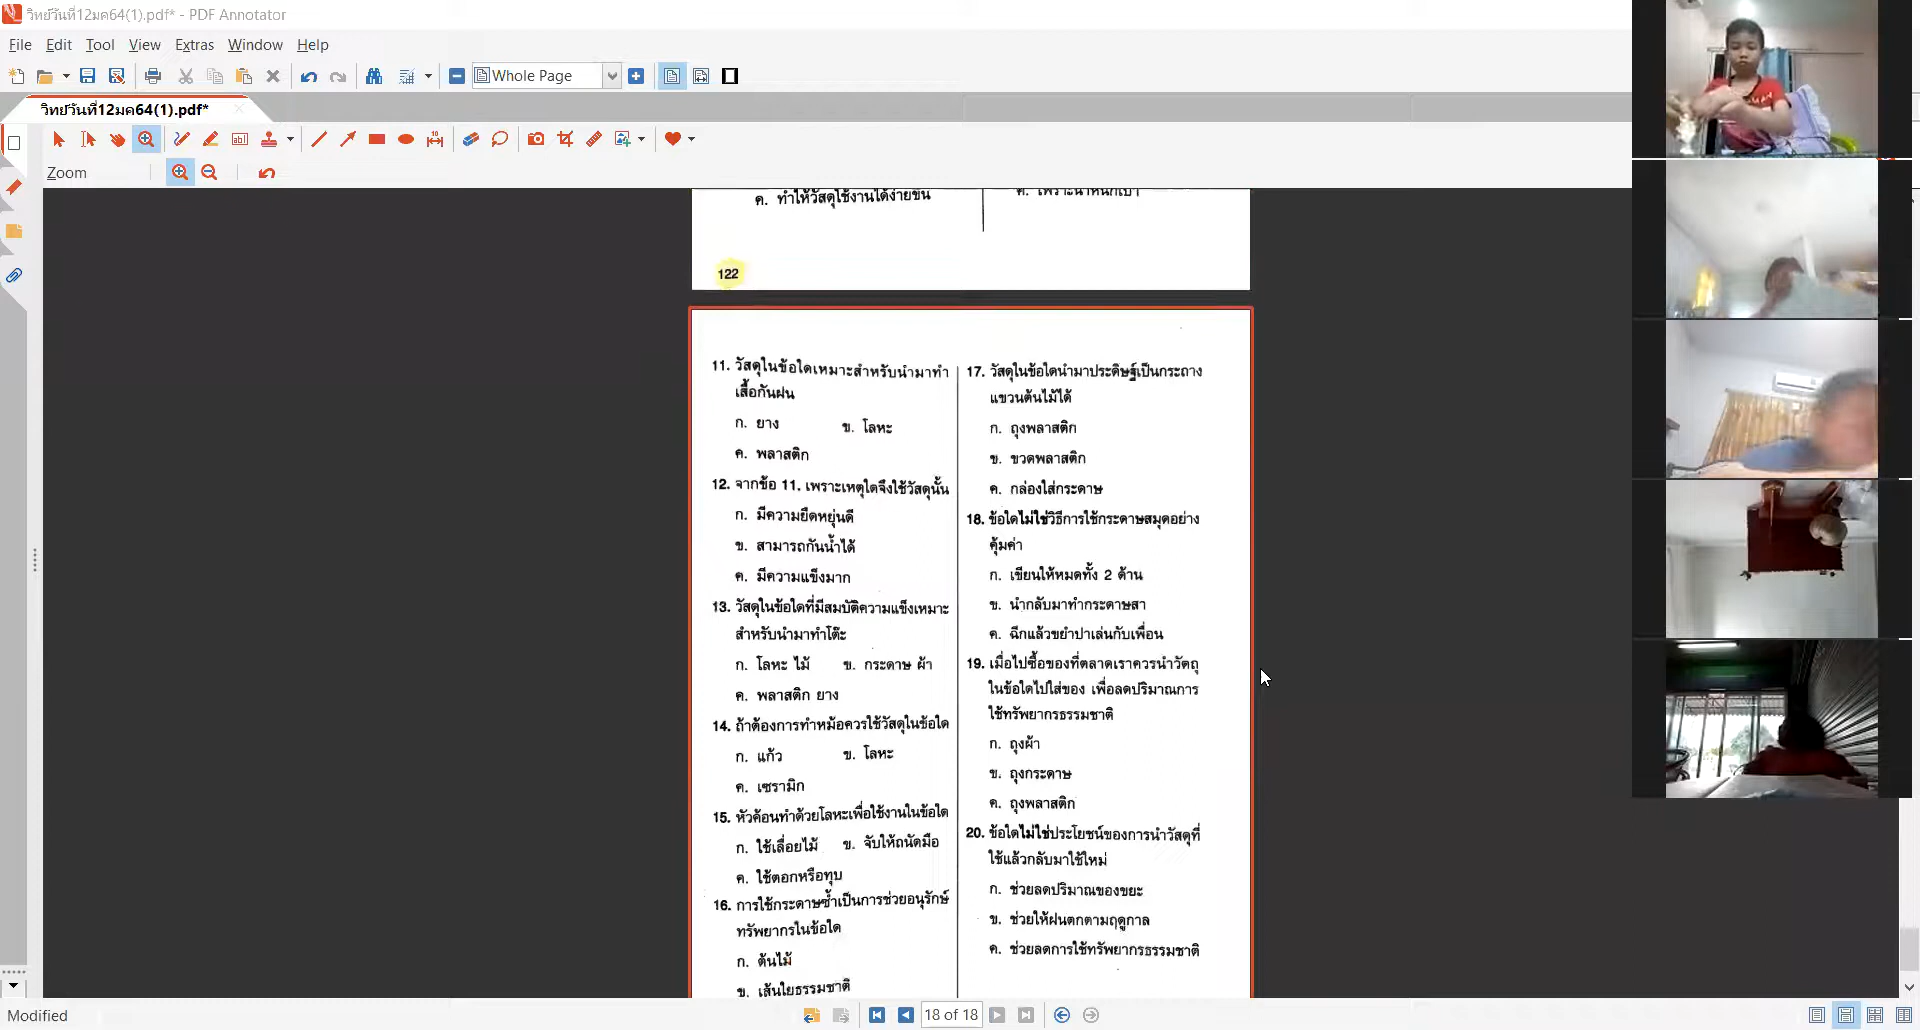 วิทย์วันที่12มค64(1).pdf* - PDF Annotator
File Edit Tool View Extras Window Help
Whole Page
วิทย์วันที่12มค64(1).pdf*
Zoom
ค. ทำให้วัสดุใช้งานได้ง่ายขึ้น
ค. เพราะน้ำหนักเบา
122
11. วัสดุในข้อใดเหมาะสำหรับนำมาทำ
เสื้อกันฝน
ก. ยาง ข. โลหะ
ค. พลาสติก
12. จากข้อ 11. เพราะเหตุใดจึงใช้วัสดุนั้น
ก. มีความยืดหยุ่นดี
ข. สามารถกันน้ำได้
ค. มีความแข็งมาก
13. วัสดุในข้อใดที่มีสมบัติความแข็งเหมาะ
สำหรับนำมาทำโต๊ะ
ก. โลหะ ไม้ ข. กระดาษ ผ้า
ค. พลาสติก ยาง
14. ถ้าต้องการทำหม้อควรใช้วัสดุในข้อใด
ก. แก้ว ข. โลหะ
ค. เซรามิก
15. หัวค้อนทำด้วยโลหะเพื่อใช้งานในข้อใด
ก. ใช้เลื่อยไม้ ข. จับให้ถนัดมือ
ค. ใช้ตอกหรือทุบ
16. การใช้กระดาษซ้ำเป็นการช่วยอนุรักษ์
ทรัพยากรในข้อใด
ก. ต้นไม้
ข. เส้นใยธรรมชาติ
17. วัสดุในข้อใดนำมาประดิษฐ์เป็นกระถาง
แขวนต้นไม้ได้
ก. ถุงพลาสติก
ข. ขวดพลาสติก
ค. กล่องใส่กระดาษ
18. ข้อใดไม่ใช่วิธีการใช้กระดาษสมุดอย่าง
คุ้มค่า
ก. เขียนให้หมดทั้ง 2 ด้าน
ข. นำกลับมาทำกระดาษสา
ค. ฉีกแล้วขยำปาเล่นกับเพื่อน
19. เมื่อไปซื้อของที่ตลาดเราควรนำวัตถุ
ในข้อใดไปใส่ของ เพื่อลดปริมาณการ
ใช้ทรัพยากรธรรมชาติ
ก. ถุงผ้า
ข. ถุงกระดาษ
ค. ถุงพลาสติก
20. ข้อใดไม่ใช่ประโยชน์ของการนำวัสดุที่
ใช้แล้วกลับมาใช้ใหม่
ก. ช่วยลดปริมาณของขยะ
ข. ช่วยให้ฝนตกตามฤดูกาล
ค. ช่วยลดการใช้ทรัพยากรธรรมชาติ
Modified
18 of 18